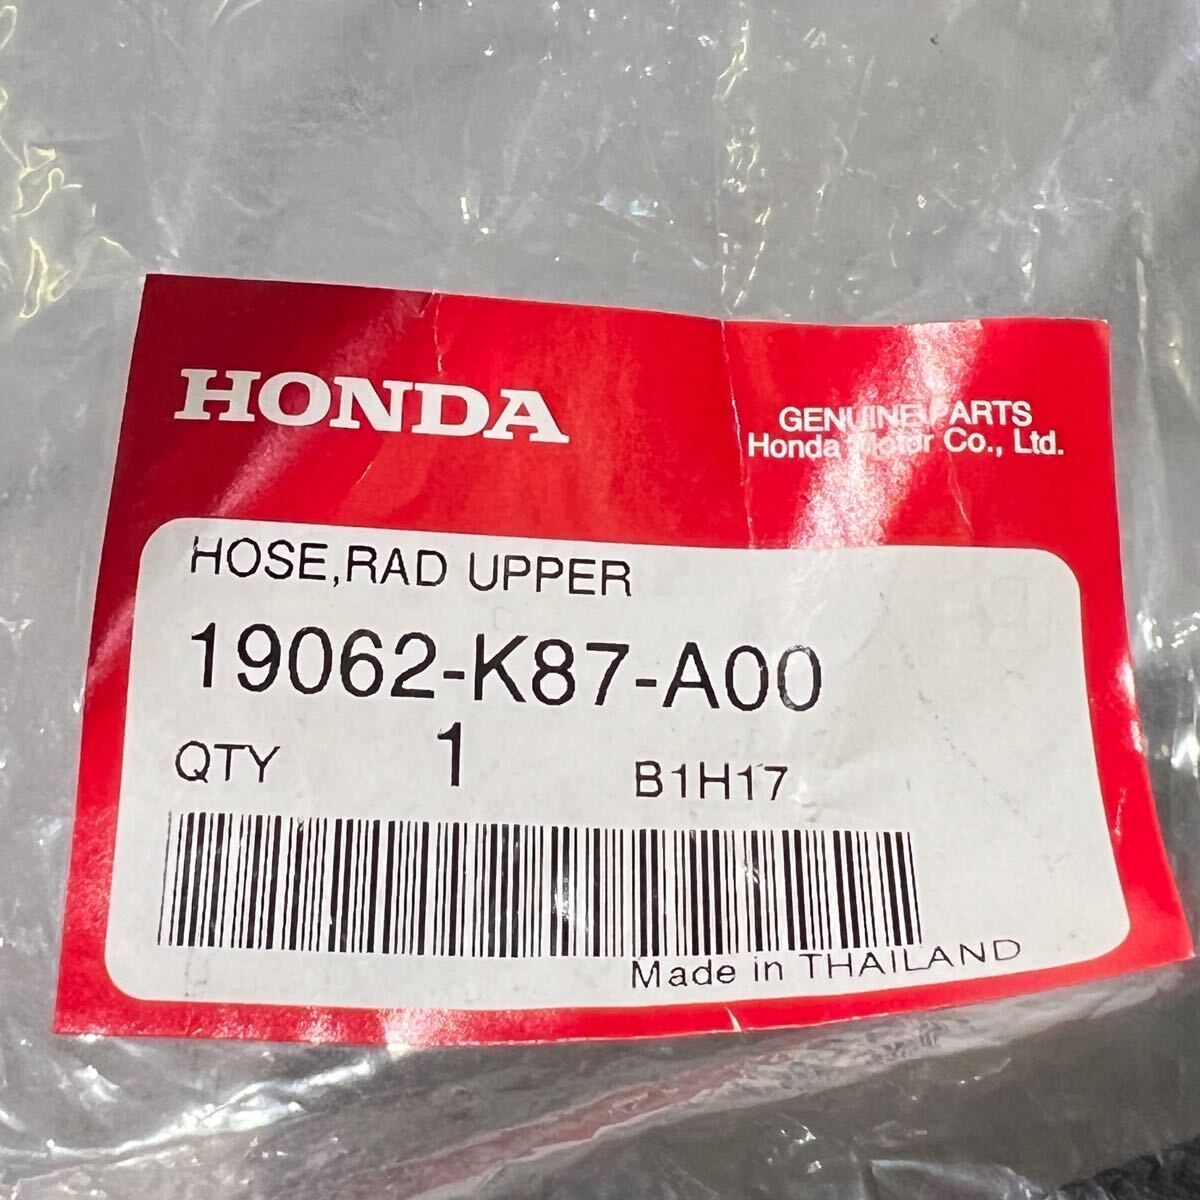 HONDA
GENUINE PARTS
Honda Motor Co., Ltd.
HOSE,RAD UPPER
19062-K87-A00
QTY 1 B1H17
Made in THAILAND